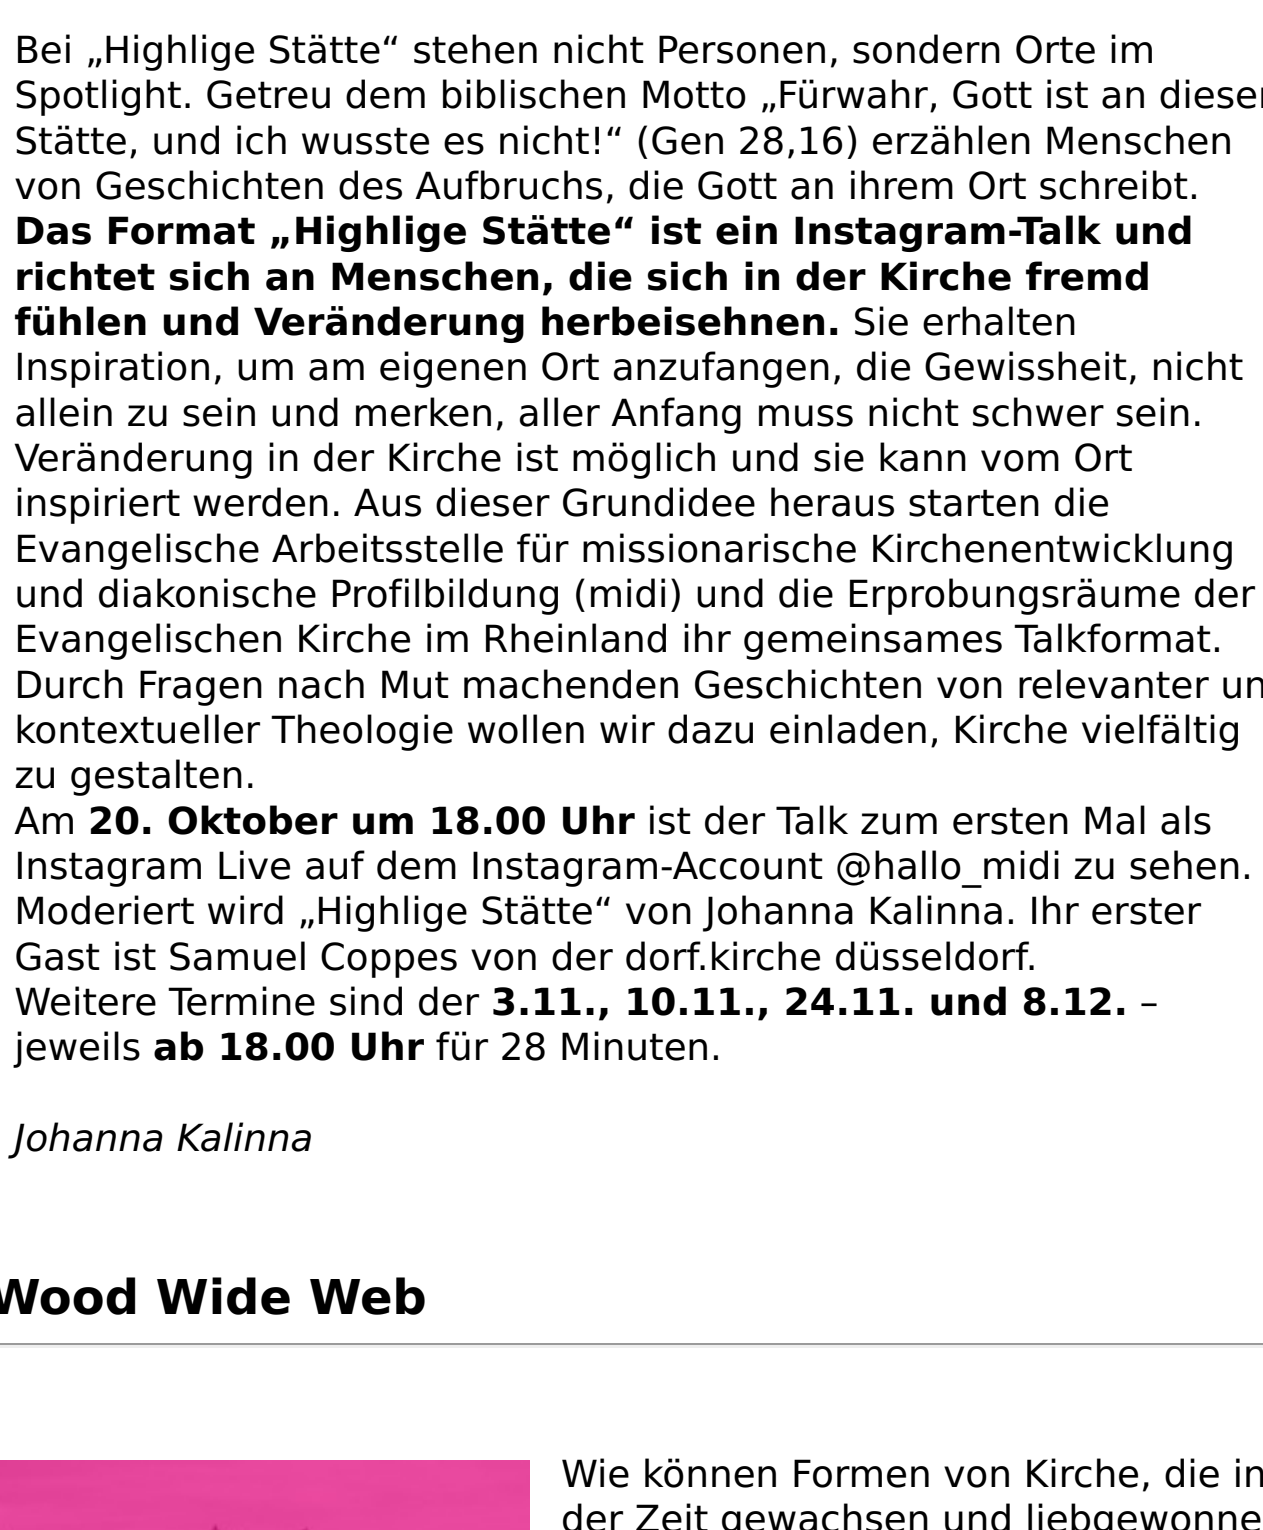 Bei „Highlige Stätte“ stehen nicht Personen, sondern Orte im
Spotlight. Getreu dem biblischen Motto „Fürwahr, Gott ist an dieser
Stätte, und ich wusste es nicht!“ (Gen 28,16) erzählen Menschen
von Geschichten des Aufbruchs, die Gott an ihrem Ort schreibt.
Das Format „Highlige Stätte“ ist ein Instagram-Talk und
richtet sich an Menschen, die sich in der Kirche fremd
fühlen und Veränderung herbeisehnen. Sie erhalten
Inspiration, um am eigenen Ort anzufangen, die Gewissheit, nicht
allein zu sein und merken, aller Anfang muss nicht schwer sein.
Veränderung in der Kirche ist möglich und sie kann vom Ort
inspiriert werden. Aus dieser Grundidee heraus starten die
Evangelische Arbeitsstelle für missionarische Kirchenentwicklung
und diakonische Profilbildung (midi) und die Erprobungsräume der
Evangelischen Kirche im Rheinland ihr gemeinsames Talkformat.
Durch Fragen nach Mut machenden Geschichten von relevanter un
kontextueller Theologie wollen wir dazu einladen, Kirche vielfältig
zu gestalten.
Am 20. Oktober um 18.00 Uhr ist der Talk zum ersten Mal als
Instagram Live auf dem Instagram-Account @hallo_midi zu sehen.
Moderiert wird „Highlige Stätte“ von Johanna Kalinna. Ihr erster
Gast ist Samuel Coppes von der dorf.kirche düsseldorf.
Weitere Termine sind der 3.11., 10.11., 24.11. und 8.12. –
jeweils ab 18.00 Uhr für 28 Minuten.
Johanna Kalinna
Wood Wide Web
Wie können Formen von Kirche, die in
der Zeit gewachsen und liebgewonne